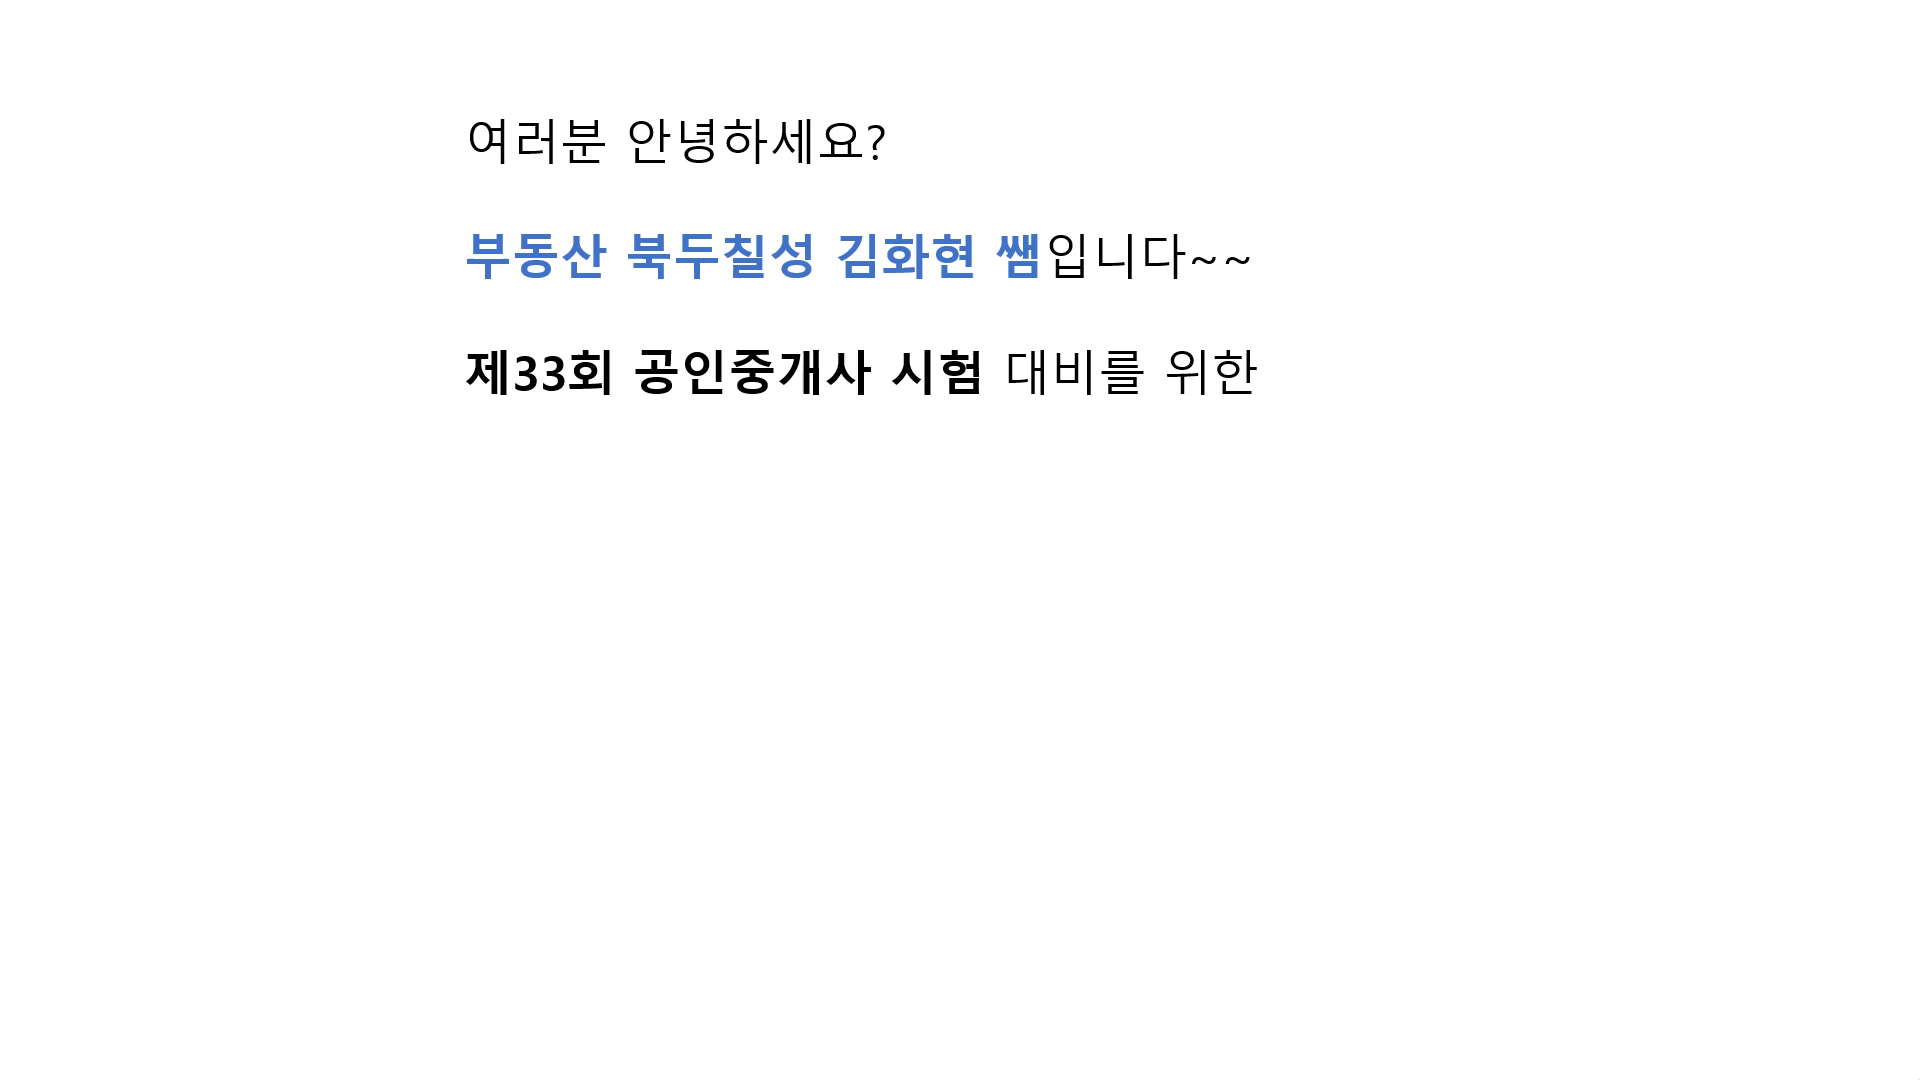 여러분 안녕하세요?
부동산 북두칠성 김화현 쌤입니다~~
제33회 공인중개사 시험 대비를 위한